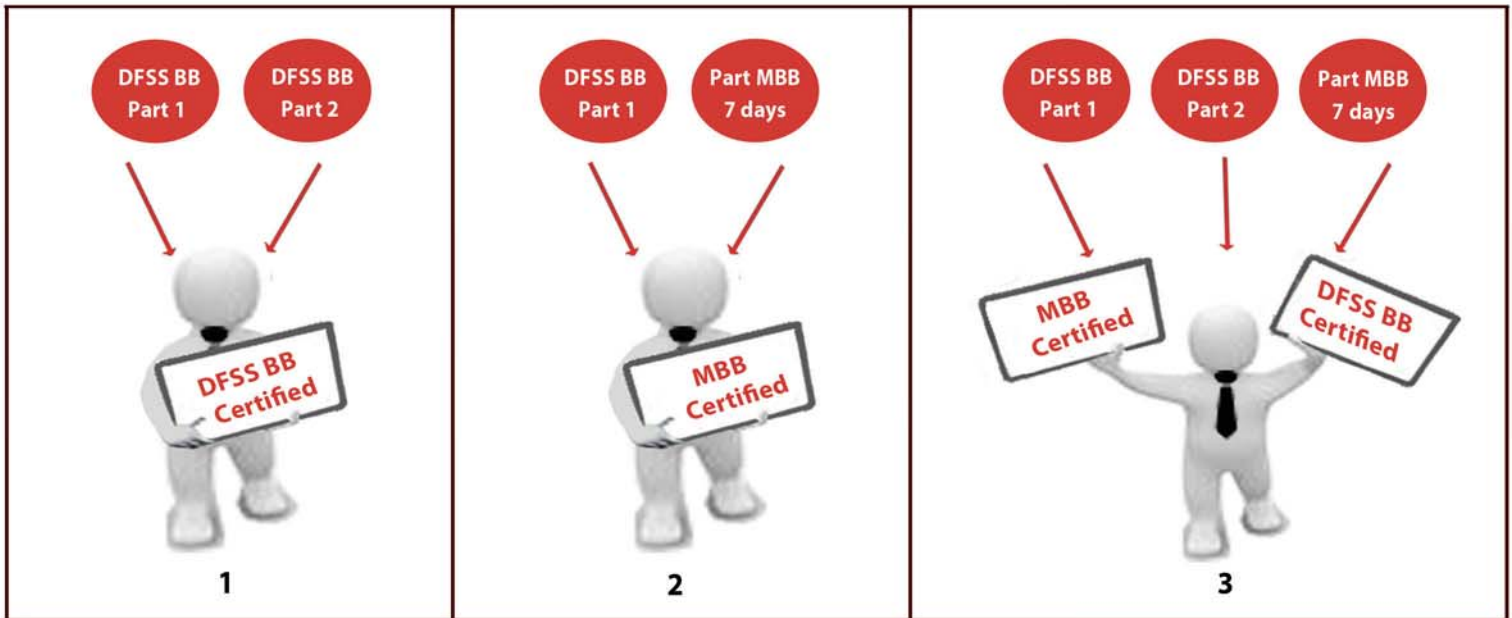 DFSS BB
Part 1
DFSS BB
Part 2
DFSS BB
Certified
1
DFSS BB
Part 1
Part MBB
7 days
MBB
Certified
2
DFSS BB
Part 1
DFSS BB
Part 2
Part MBB
7 days
MBB
Certified
DFSS BB
Certified
3